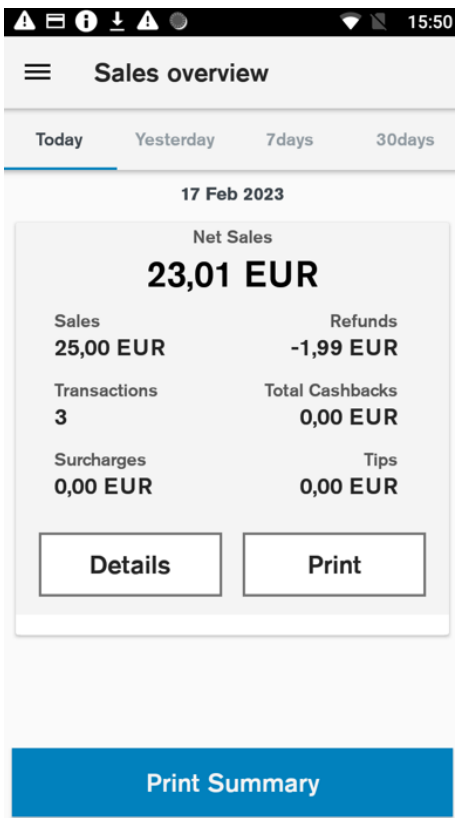 15:50
Sales overview
Today Yesterday 7days 30days
17 Feb 2023
Net Sales
23,01 EUR
Sales Refunds
25,00 EUR -1,99 EUR
Transactions Total Cashbacks
3 0,00 EUR
Surcharges Tips
0,00 EUR 0,00 EUR
Details Print
Print Summary